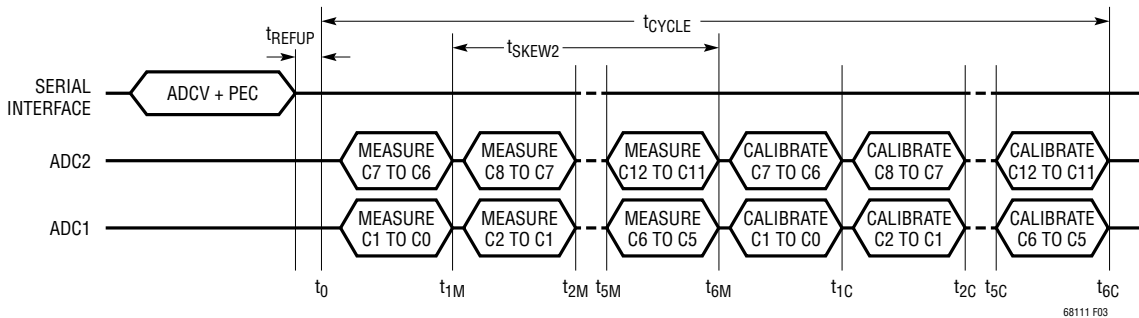 tCYCLE
tREFUP
tSKEW2
SERIAL
INTERFACE
ADCV + PEC
ADC2
MEASURE
C7 TO C6
MEASURE
C8 TO C7
MEASURE
C12 TO C11
CALIBRATE
C7 TO C6
CALIBRATE
C8 TO C7
CALIBRATE
C12 TO C11
ADC1
MEASURE
C1 TO C0
MEASURE
C2 TO C1
MEASURE
C6 TO C5
CALIBRATE
C1 TO C0
CALIBRATE
C2 TO C1
CALIBRATE
C6 TO C5
t0 t1M t2M t5M t6M t1C t2C t5C t6C
68111 F03